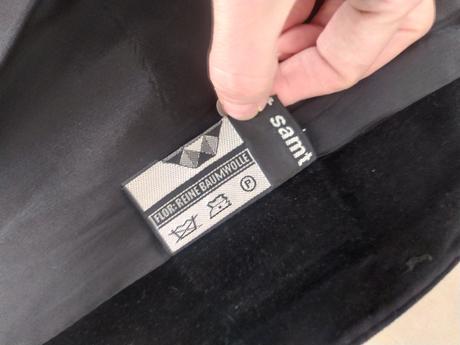 samt
FLOR: REINE BAUMWOLLE
P